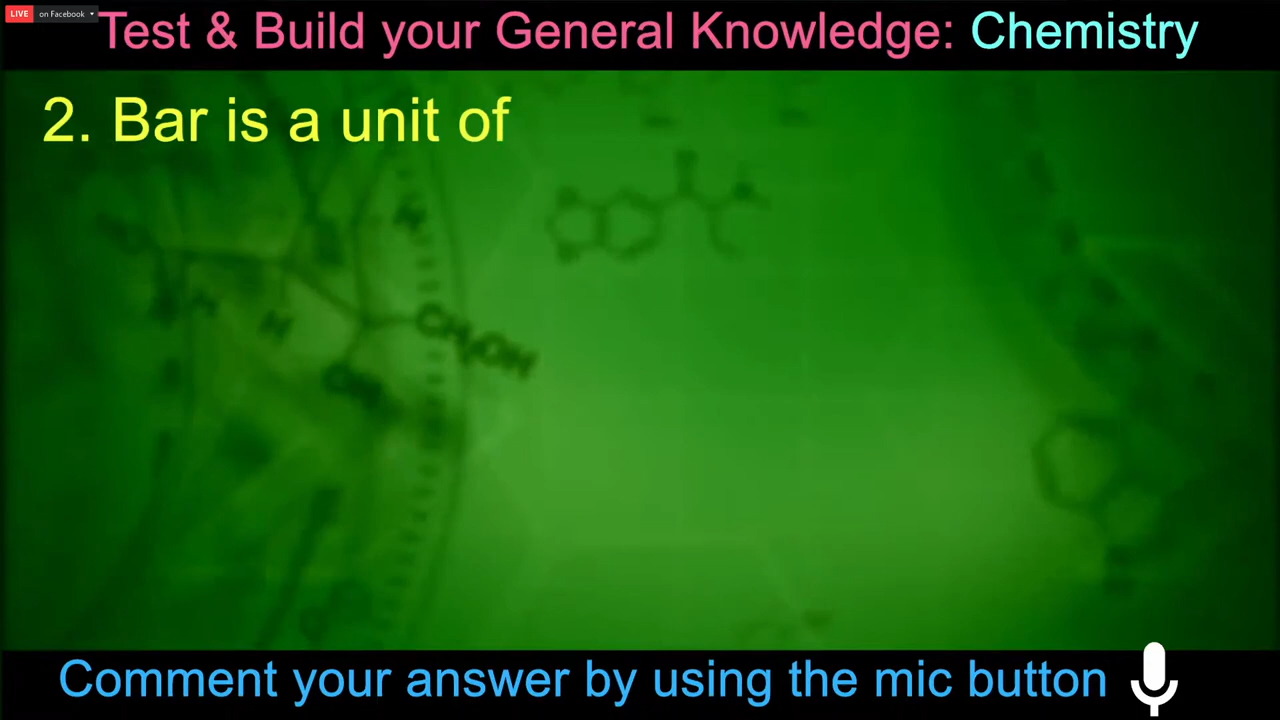 LIVE on Facebook
Test & Build your General Knowledge: Chemistry
2. Bar is a unit of
H
H
H
CH₂OH
Comment your answer by using the mic button